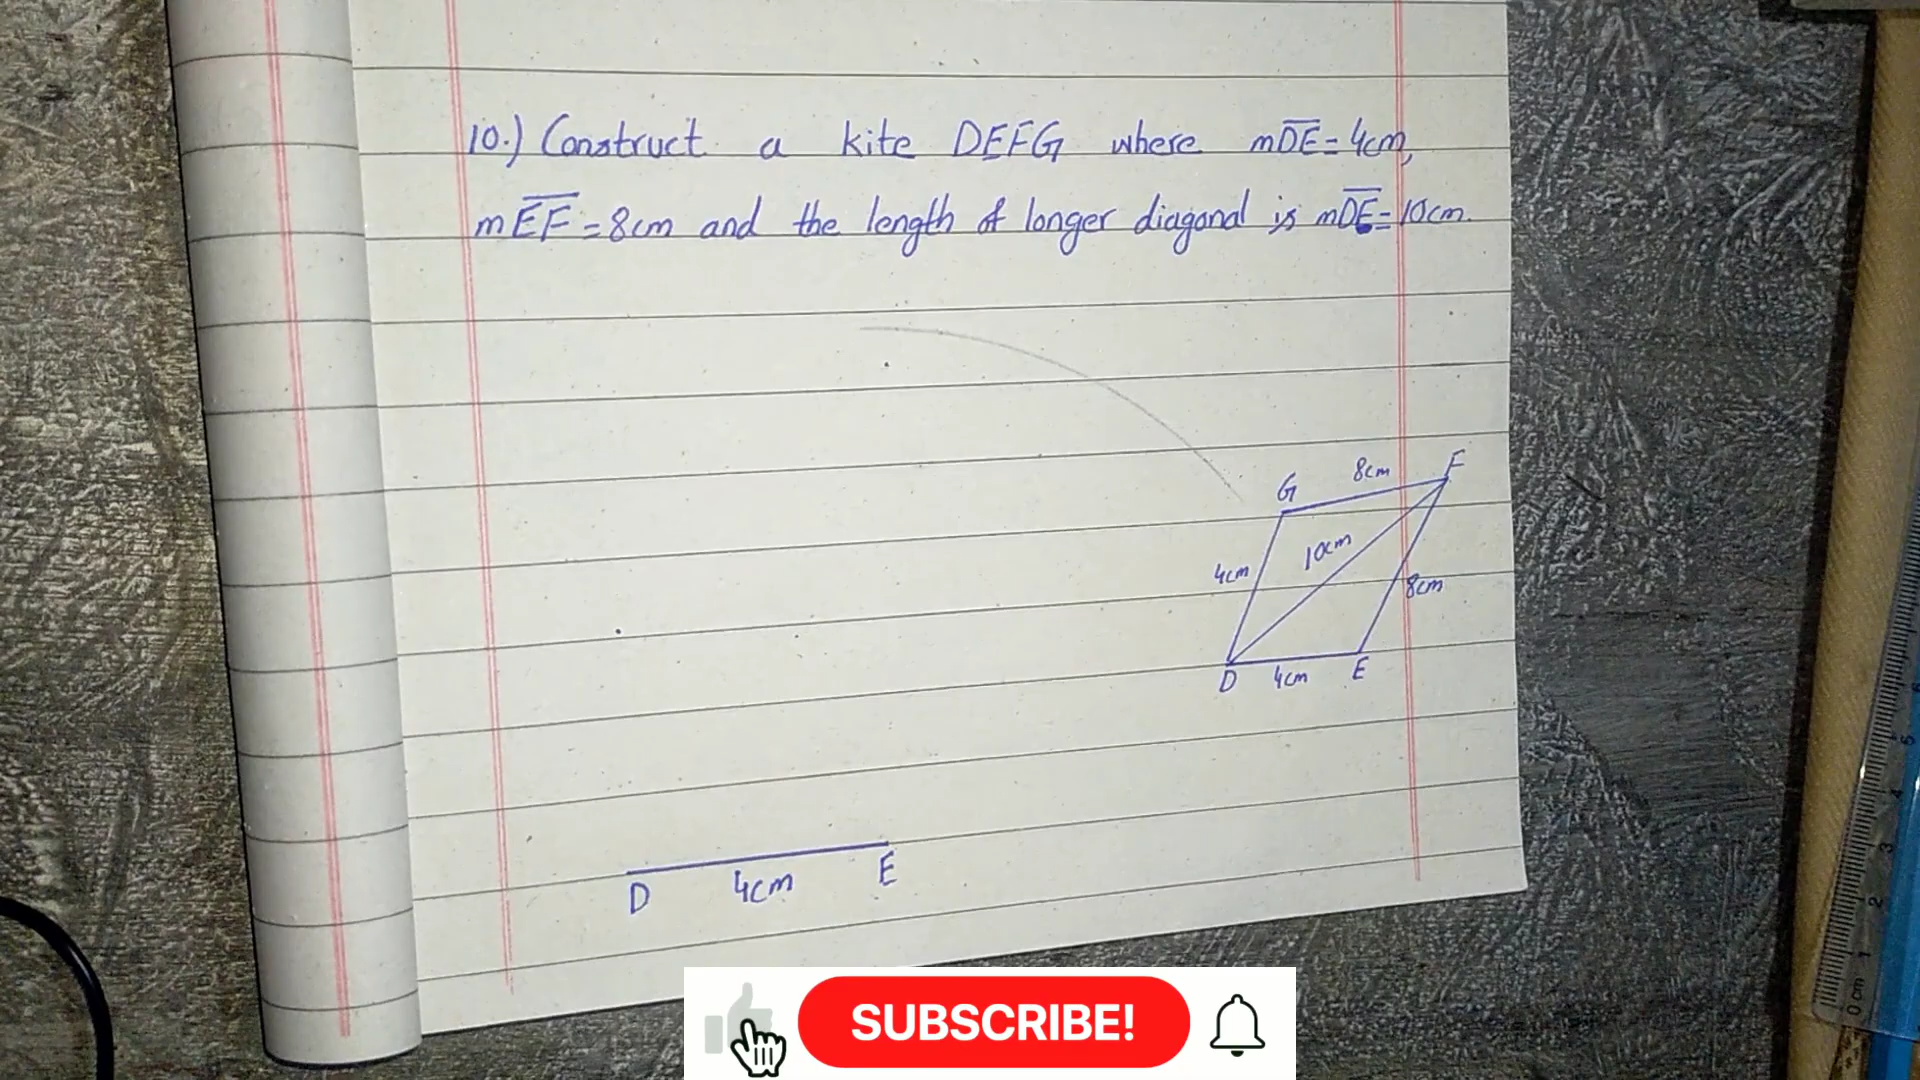 10.) Construct a kite DEFG where mDE = 4cm,
mEF = 8cm and the length of longer diagonal is mDE = 10cm.
8cm
F
G
10cm
4cm
8cm
D 4cm E
D 4cm E
SUBSCRIBE!